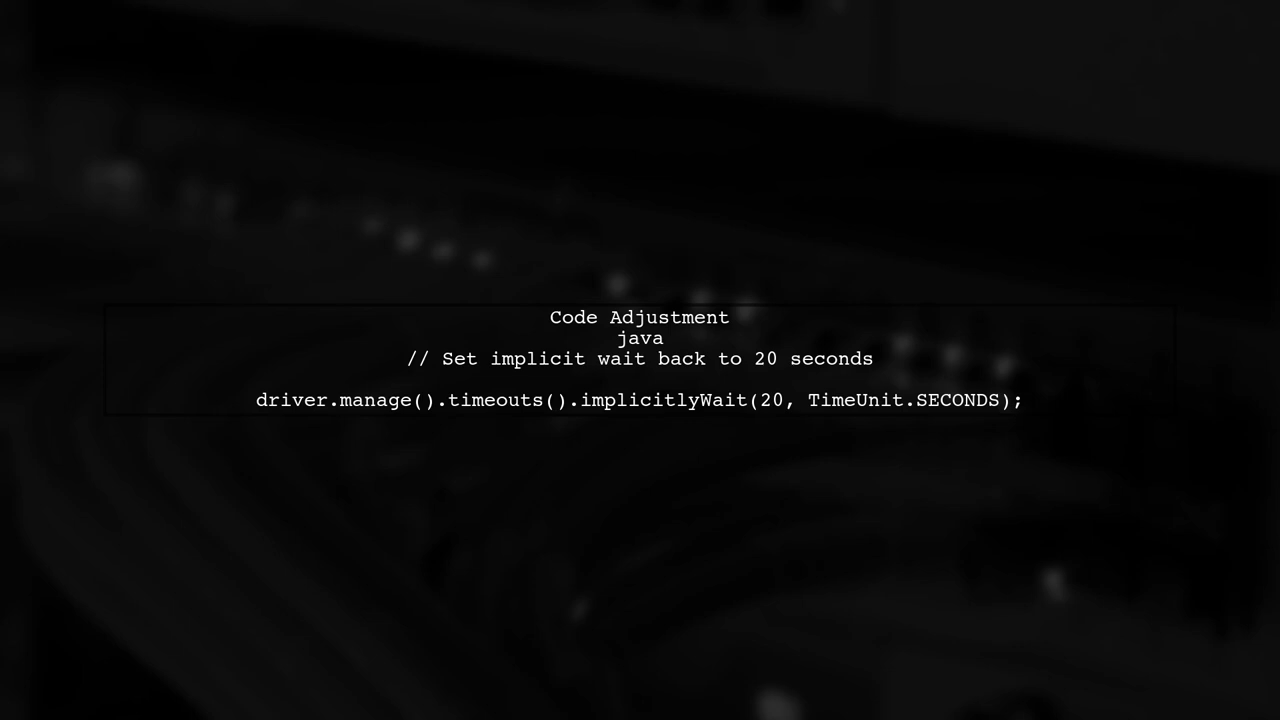 Code Adjustment
java
// Set implicit wait back to 20 seconds
driver.manage().timeouts().implicitlyWait(20, TimeUnit.SECONDS);